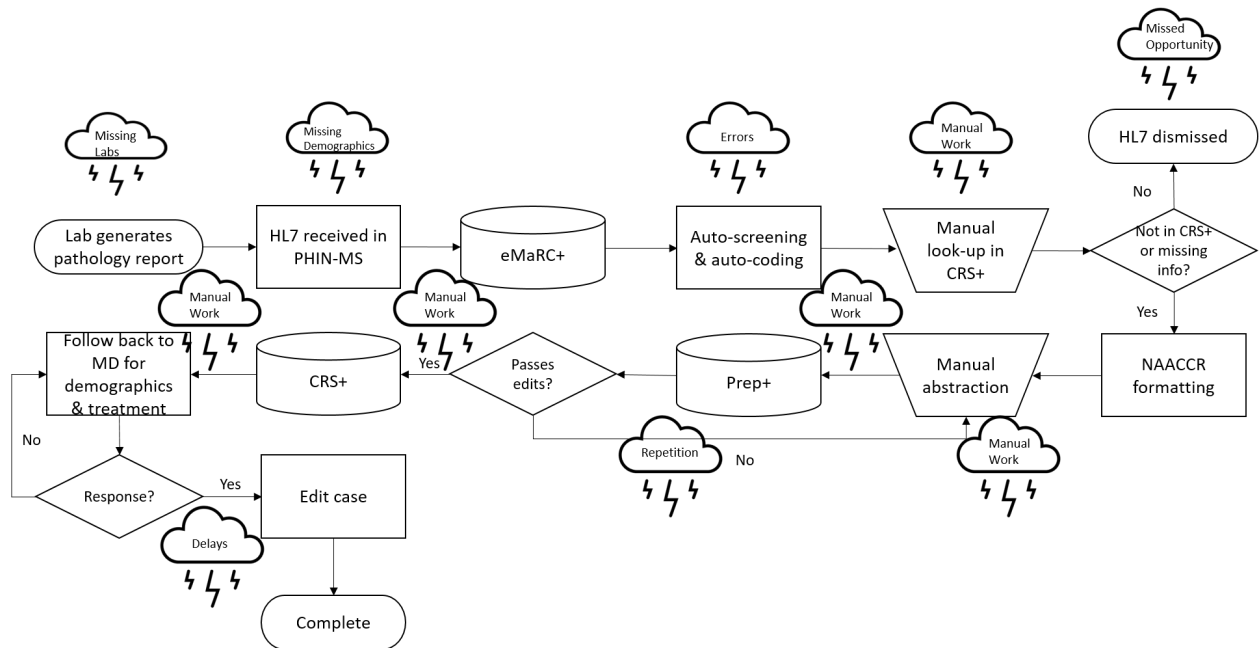 Missed
Opportunity
Missing
Labs
Missing
Demographics
Errors
Manual
Work
HL7 dismissed
No
Lab generates
pathology report
HL7 received in
PHIN-MS
eMaRC+
Auto-screening
& auto-coding
Manual
look-up in
CRS+
Not in CRS+
or missing
info?
Yes
Manual
Work
Manual
Work
Manual
Work
Follow back to
MD for
demographics
& treatment
CRS+
Yes
Passes
edits?
Prep+
Manual
abstraction
NAACCR
formatting
No
Repetition
No
Manual
Work
Response?
Yes
Edit case
Delays
Complete